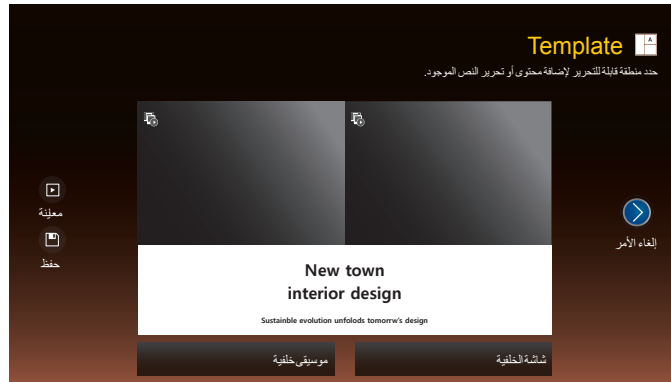 Template
حدد منطقة قابلة للتحرير لإضافة محتوى أو تحرير النص الموجود.
معاينة
حفظ
إلغاء الأمر
New town
interior design
Sustainble evolution unfolods tomorrw's design
شاشة الخلفية
موسيقى خلفية